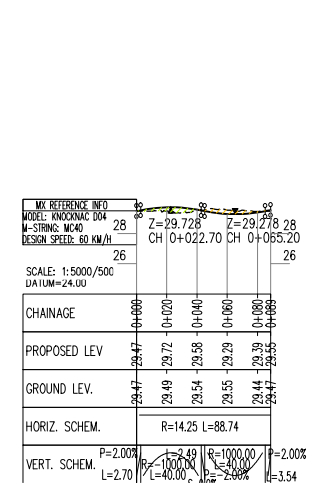 MX REFERENCE INFO
MODEL: KNOCKNAC D04
M-STRING: MC40
DESIGN SPEED: 60 KM/H
28
Z=29.728
CH 0+022.70
Z=29.278
CH 0+065.20
28
26
26
SCALE: 1:5000/500
DATUM=24.00
CHAINAGE 0+000 0+020 0+040 0+060 0+080 0+089
PROPOSED LEV 29.47 29.72 29.58 29.29 29.39 29.55
GROUND LEV. 29.47 29.49 29.54 29.55 29.44 29.47
HORIZ. SCHEM. R=14.25 L=88.74
VERT. SCHEM.
P=2.00%
L=2.70
R=-1000.00
L=40.00
L=2.49
P=-2.00%
R=1000.00
L=40.00
P=2.00%
L=3.54